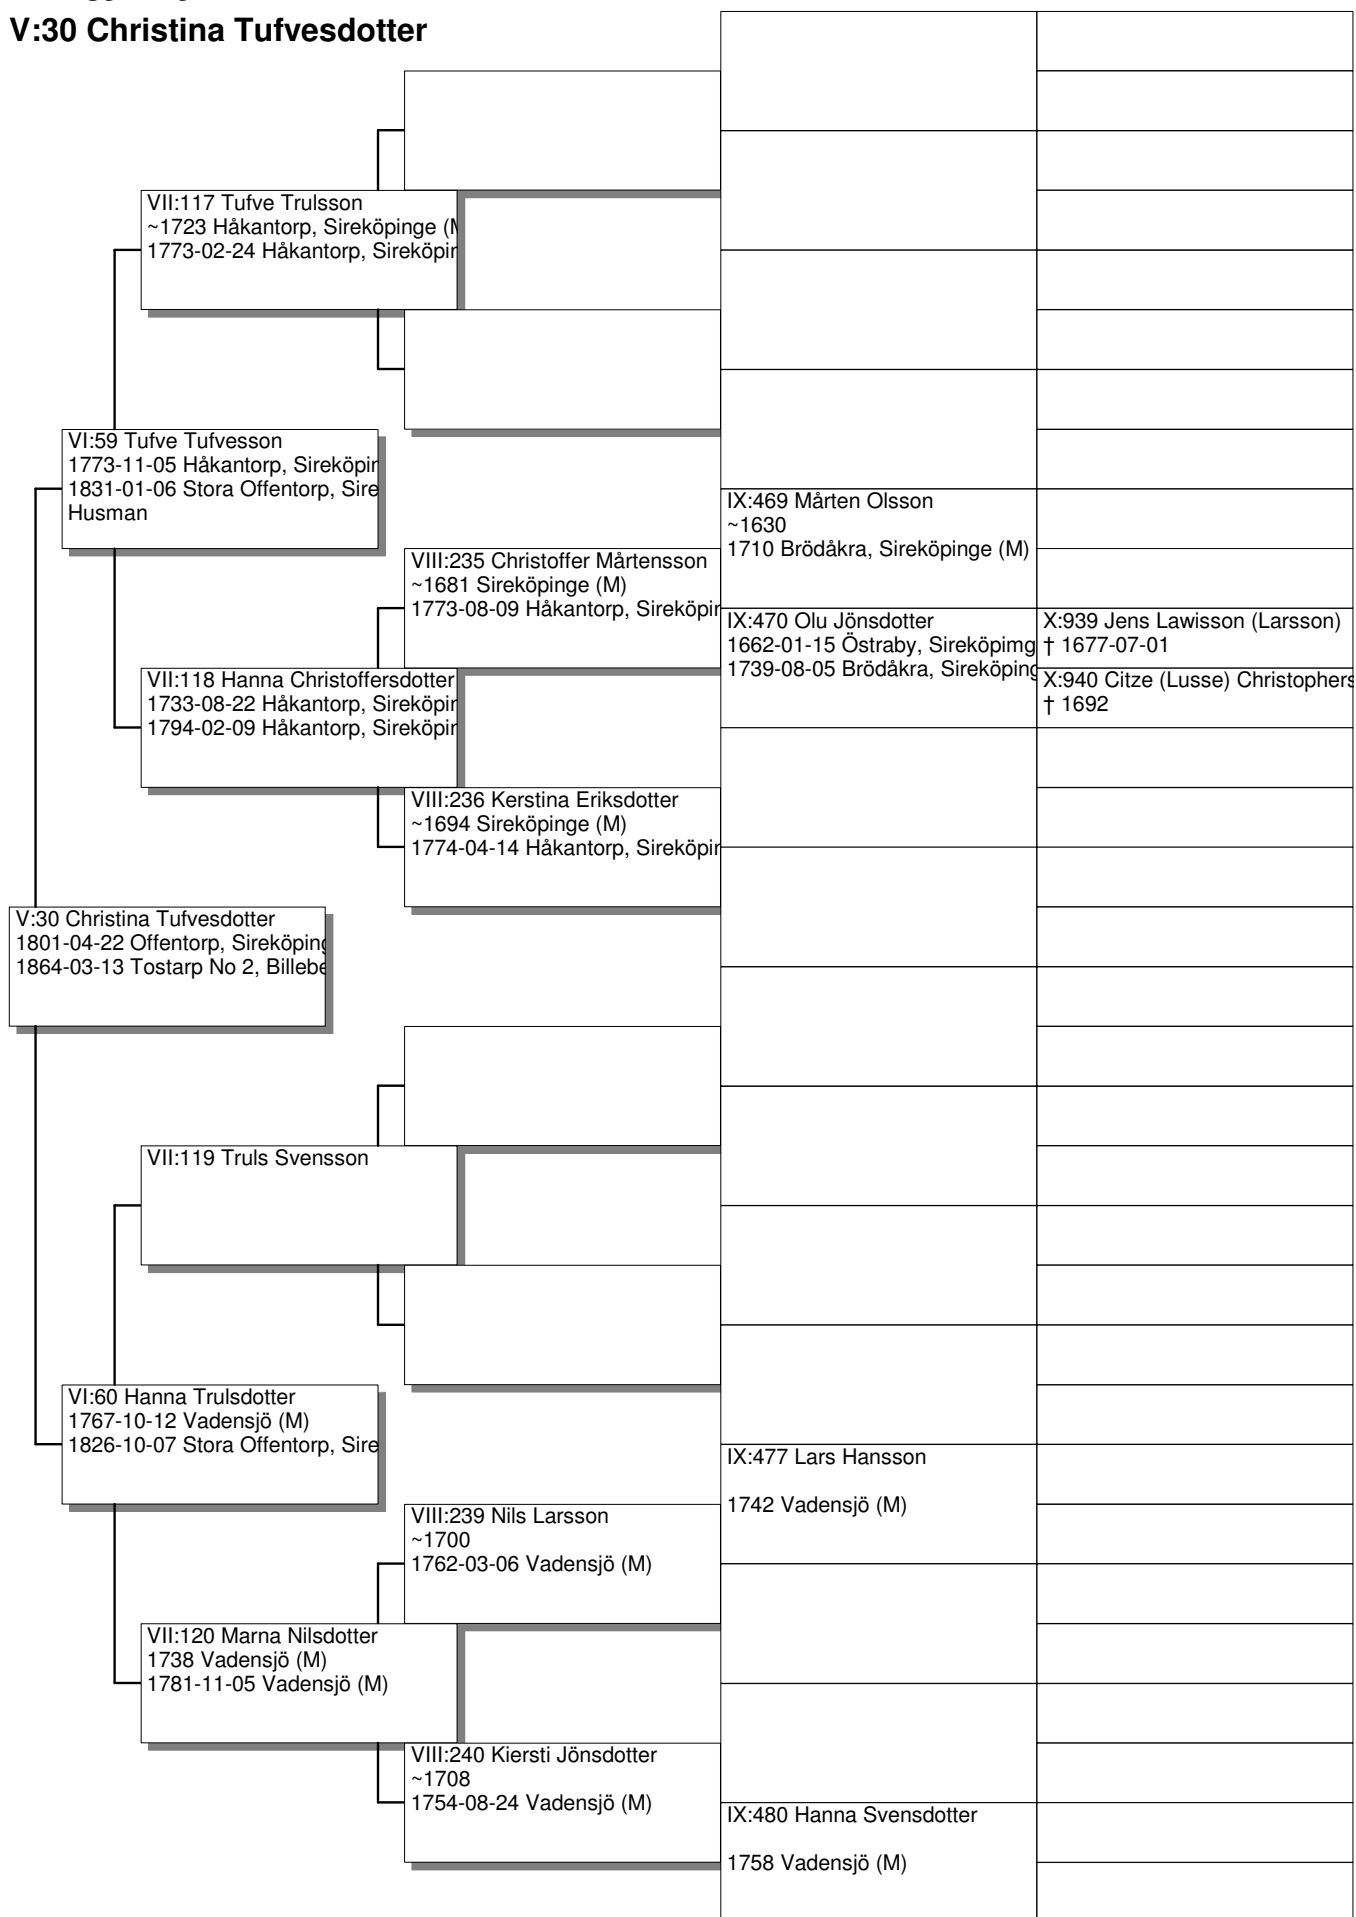 V:30 Christina Tufvesdotter
VII:117 Tufve Trulsson
~1723 Håkantorp, Sireköpinge (M
1773-02-24 Håkantorp, Sireköpin
VI:59 Tufve Tufvesson
1773-11-05 Håkantorp, Sireköpin
1831-01-06 Stora Offentorp, Sire
Husman
IX:469 Mårten Olsson
~1630
1710 Brödåkra, Sireköpinge (M)
VIII:235 Christoffer Mårtensson
~1681 Sireköpinge (M)
1773-08-09 Håkantorp, Sireköpin
IX:470 Olu Jönsdotter
1662-01-15 Östraby, Sireköpimg
1739-08-05 Brödåkra, Sireköping
X:939 Jens Lawisson (Larsson)
† 1677-07-01
X:940 Citze (Lusse) Christophers
† 1692
VII:118 Hanna Christoffersdotter
1733-08-22 Håkantorp, Sireköpin
1794-02-09 Håkantorp, Sireköpin
VIII:236 Kerstina Eriksdotter
~1694 Sireköpinge (M)
1774-04-14 Håkantorp, Sireköpin
V:30 Christina Tufvesdotter
1801-04-22 Offentorp, Sireköping
1864-03-13 Tostarp No 2, Billebe
VII:119 Truls Svensson
VI:60 Hanna Trulsdotter
1767-10-12 Vadensjö (M)
1826-10-07 Stora Offentorp, Sire
IX:477 Lars Hansson
1742 Vadensjö (M)
VIII:239 Nils Larsson
~1700
1762-03-06 Vadensjö (M)
VII:120 Marna Nilsdotter
1738 Vadensjö (M)
1781-11-05 Vadensjö (M)
VIII:240 Kiersti Jönsdotter
~1708
1754-08-24 Vadensjö (M)
IX:480 Hanna Svensdotter
1758 Vadensjö (M)